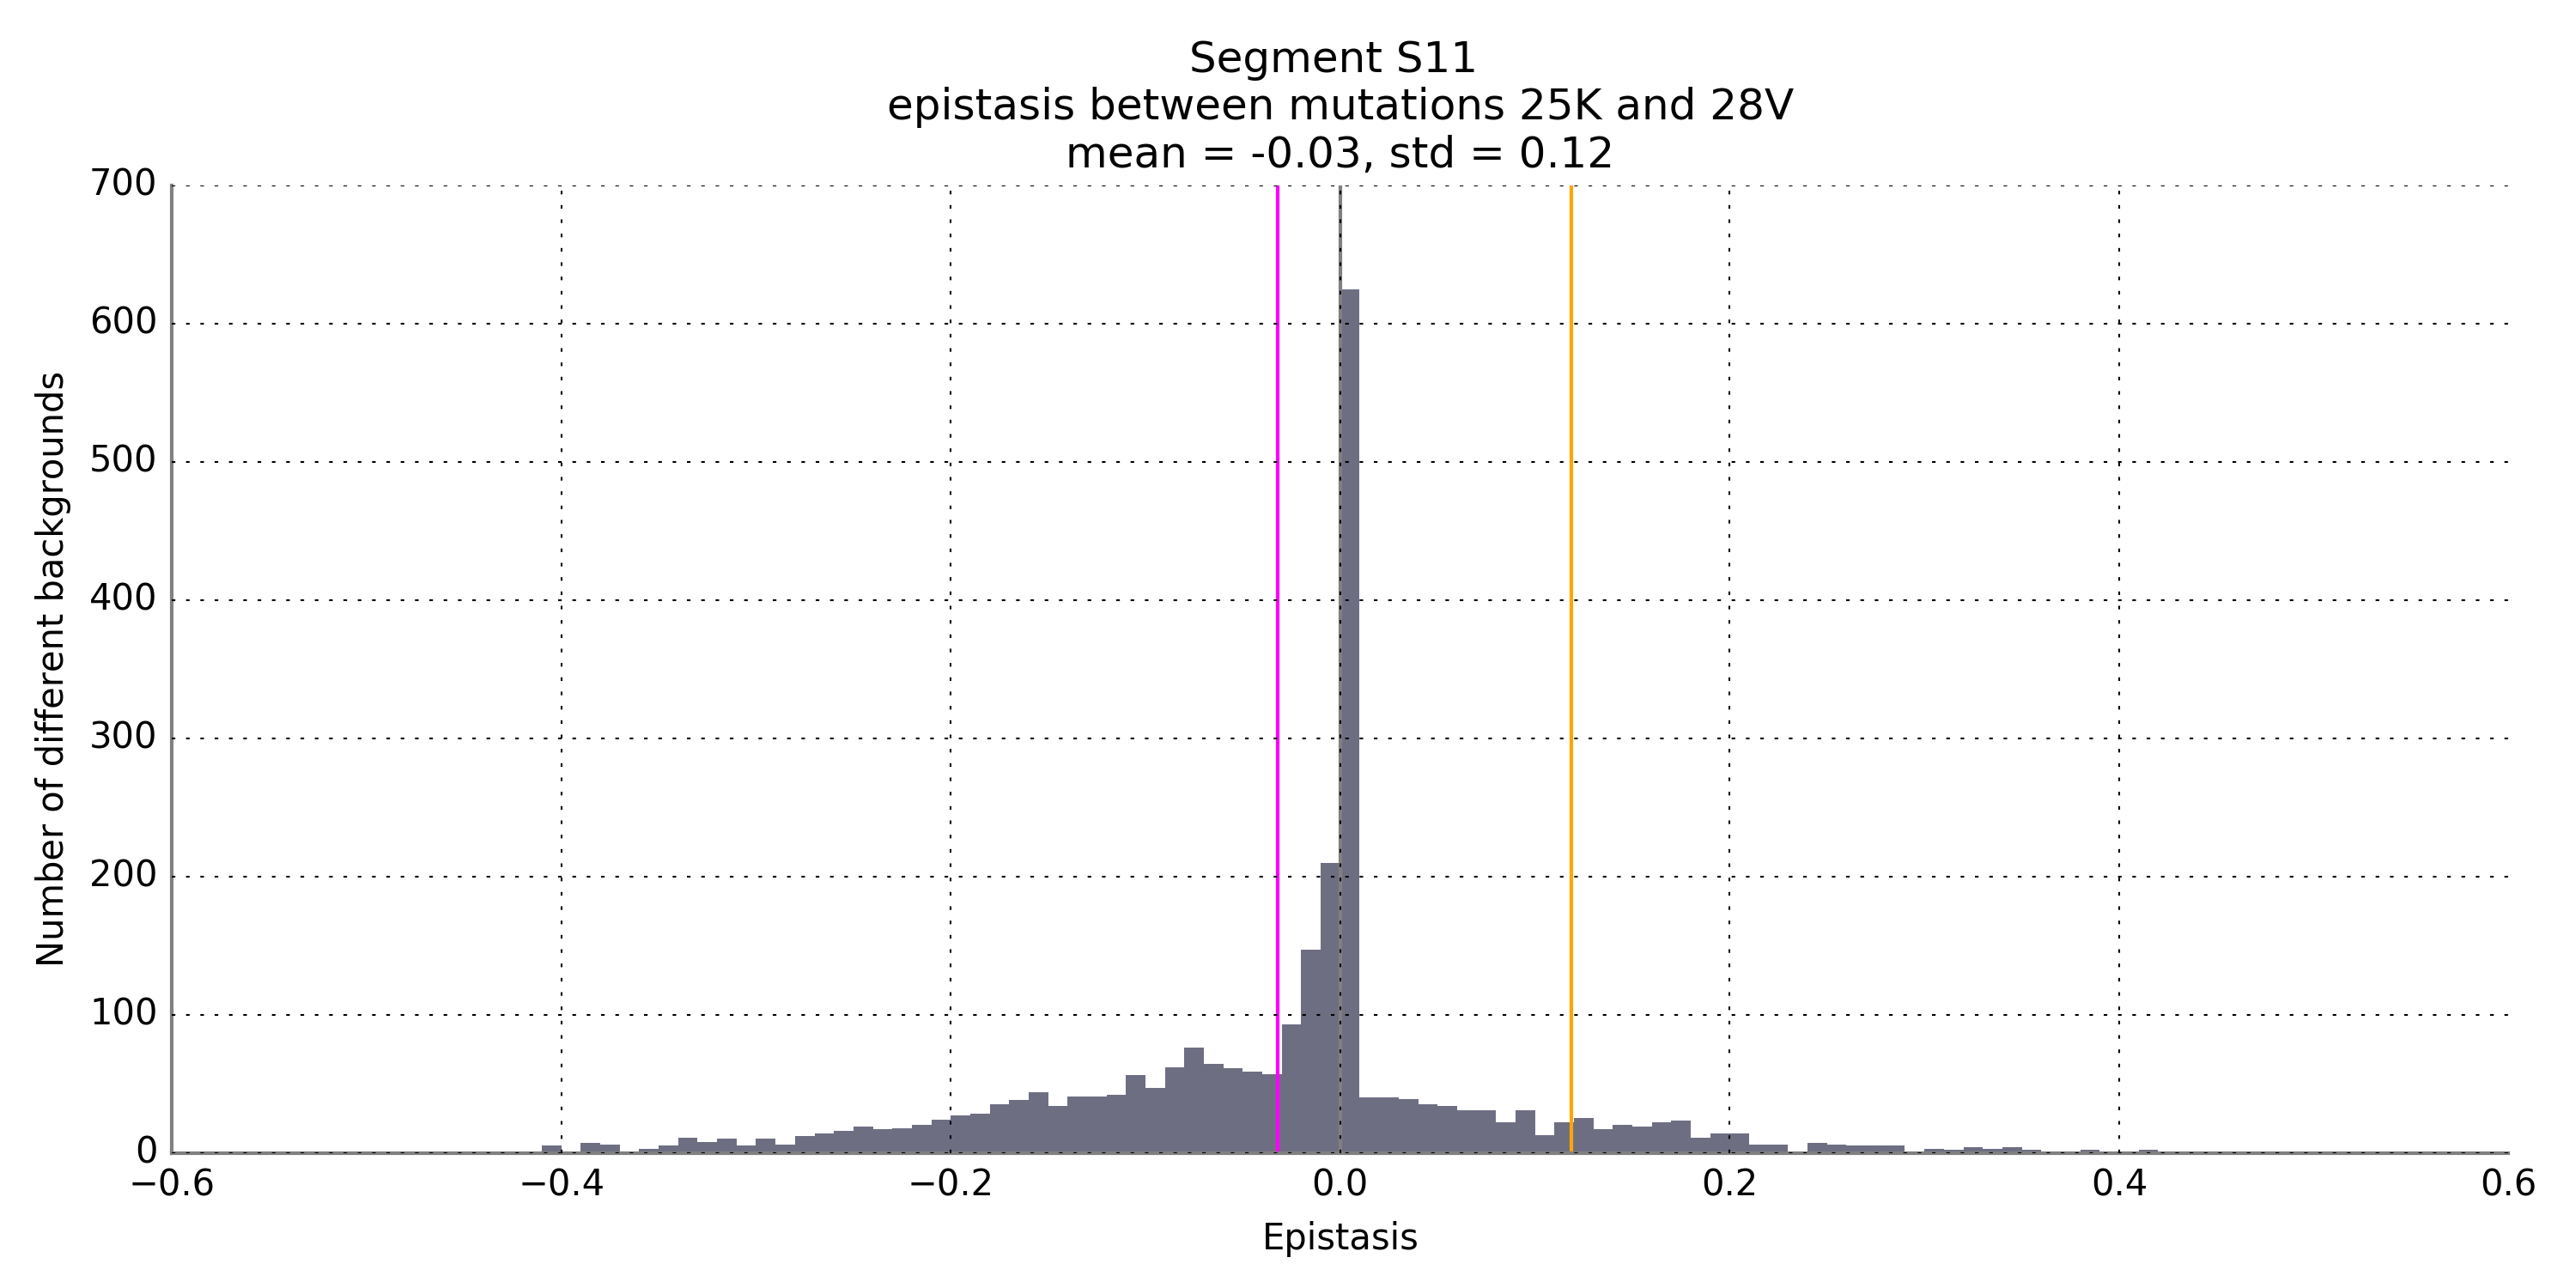 Segment S11
epistasis between mutations 25K and 28V
mean = -0.03, std = 0.12
700
600
500
400
300
200
100
0
Number of different backgrounds
−0.6 −0.4 −0.2 0.0 0.2 0.4 0.6
Epistasis